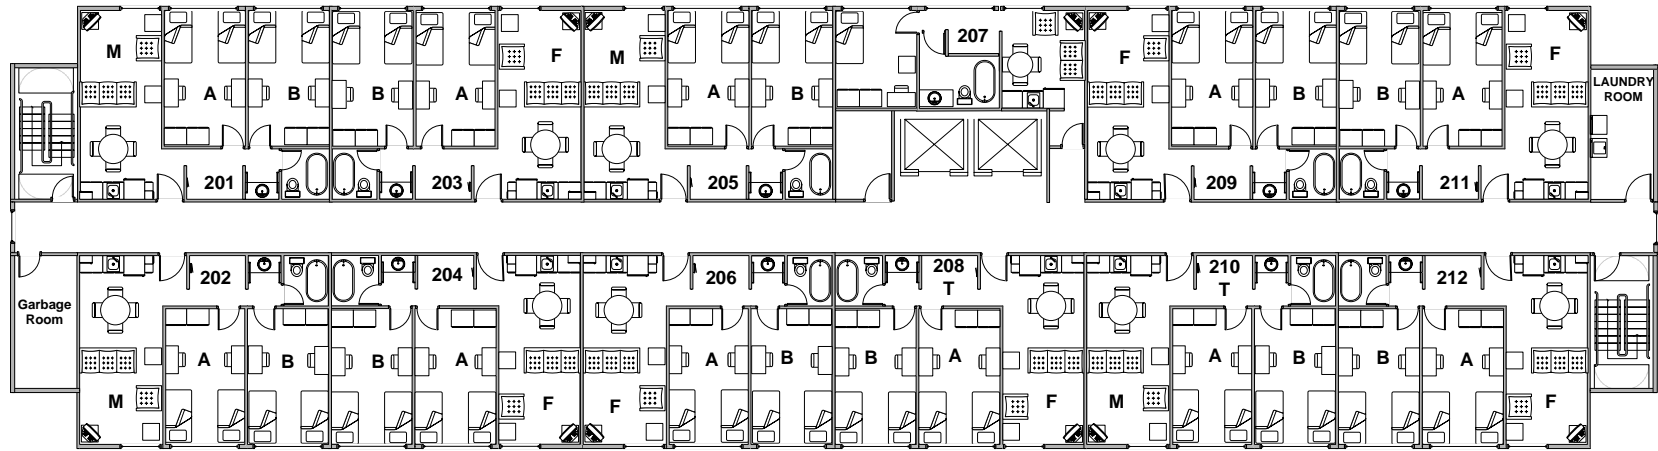 M F M 207 F F
LAUNDRY
ROOM
A B B A A B A B B A
201 203 205 209 211
202 204 206 208 210 212
T T
Garbage
Room
A B B A A B B A A B B A
M F F F M F